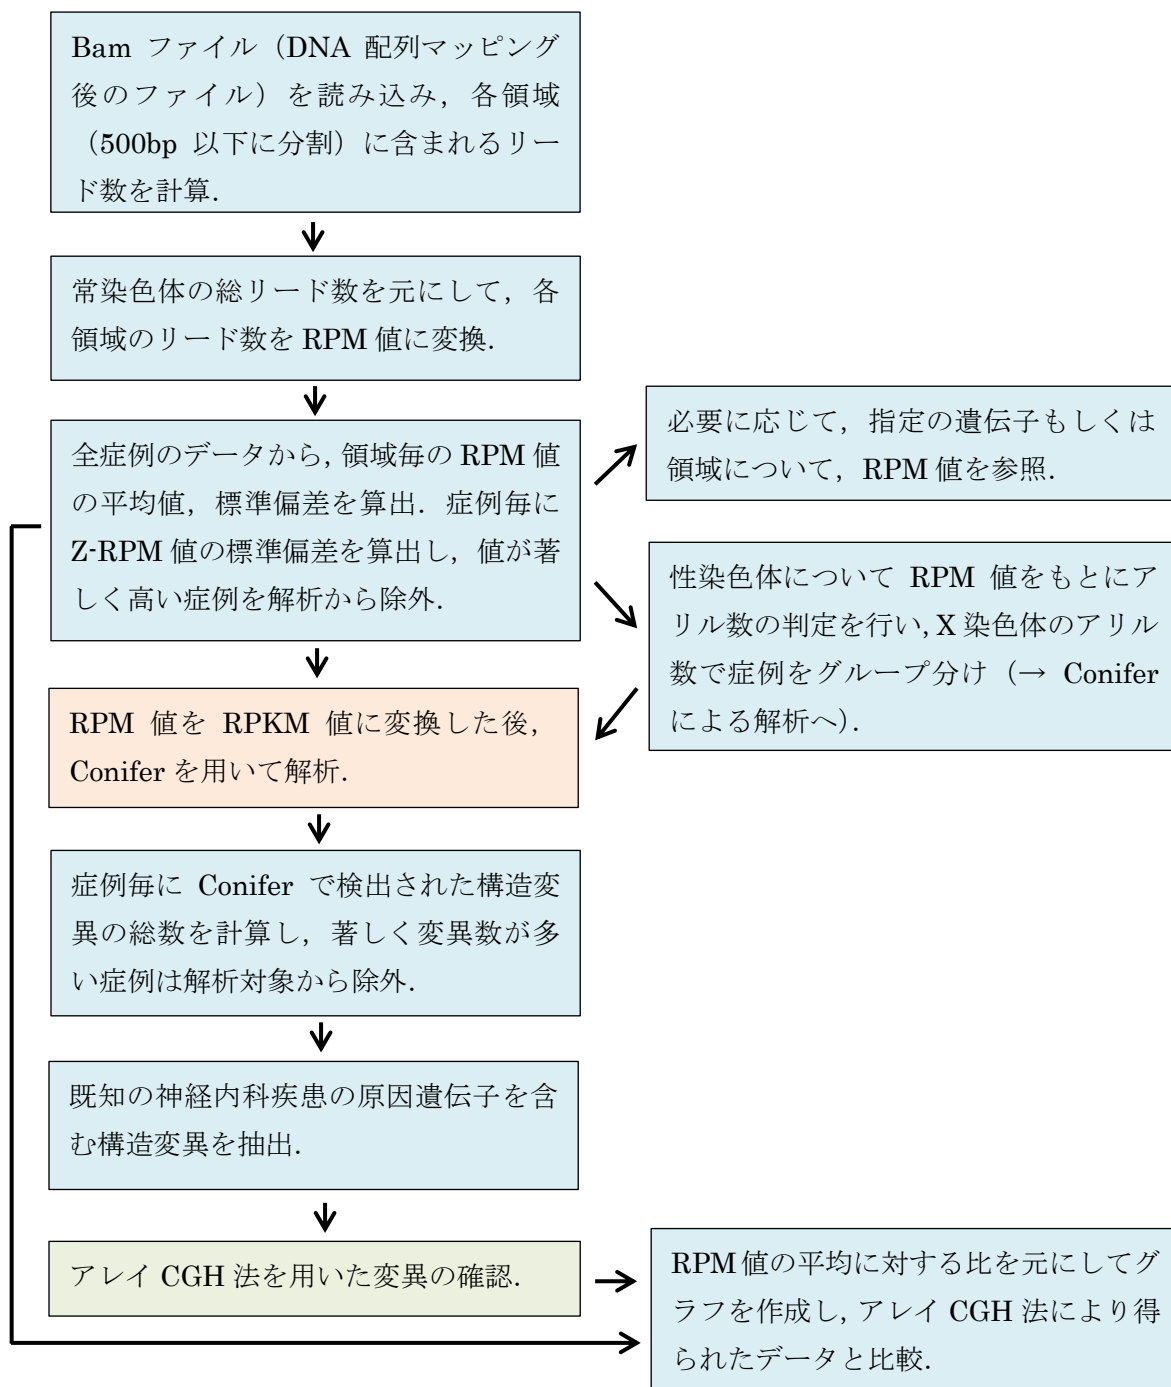 Bam ファイル（DNA 配列マッピング
後のファイル）を読み込み，各領域
（500bp 以下に分割）に含まれるリー
ド数を計算．
常染色体の総リード数を元にして，各
領域のリード数を RPM 値に変換．
全症例のデータから，領域毎の RPM 値
の平均値，標準偏差を算出．症例毎に
Z-RPM 値の標準偏差を算出し，値が著
しく高い症例を解析から除外．
必要に応じて，指定の遺伝子もしくは
領域について，RPM 値を参照．
性染色体について RPM 値をもとにア
リル数の判定を行い，X 染色体のアリル
数で症例をグループ分け（→ Conifer
による解析へ）．
RPM 値を RPKM 値に変換した後，
Conifer を用いて解析．
症例毎に Conifer で検出された構造変
異の総数を計算し，著しく変異数が多
い症例は解析対象から除外．
既知の神経内科疾患の原因遺伝子を含
む構造変異を抽出．
アレイ CGH 法を用いた変異の確認．
RPM 値の平均に対する比を元にしてグ
ラフを作成し，アレイ CGH 法により得
られたデータと比較．